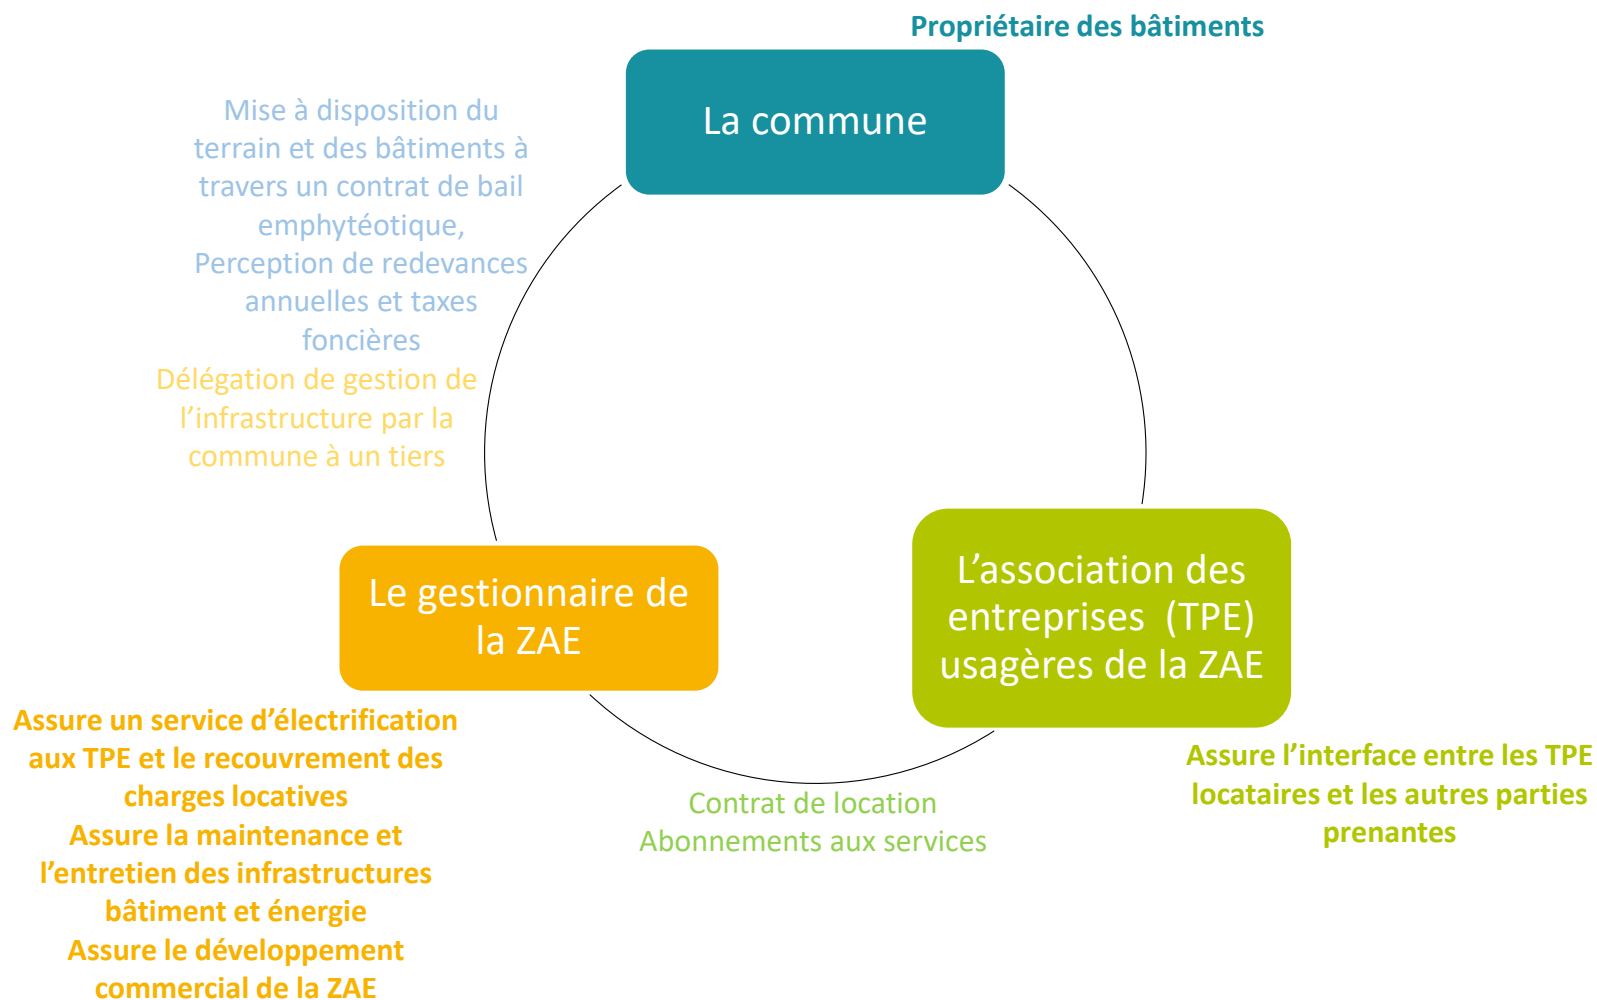 Propriétaire des bâtiments
La commune
Mise à disposition du
terrain et des bâtiments à
travers un contrat de bail
emphytéotique,
Perception de redevances
annuelles et taxes
foncières
Délégation de gestion de
l’infrastructure par la
commune à un tiers
Le gestionnaire de
la ZAE
L’association des
entreprises (TPE)
usagères de la ZAE
Assure un service d’électrification
aux TPE et le recouvrement des
charges locatives
Assure la maintenance et
l’entretien des infrastructures
bâtiment et énergie
Assure le développement
commercial de la ZAE
Contrat de location
Abonnements aux services
Assure l’interface entre les TPE
locataires et les autres parties
prenantes